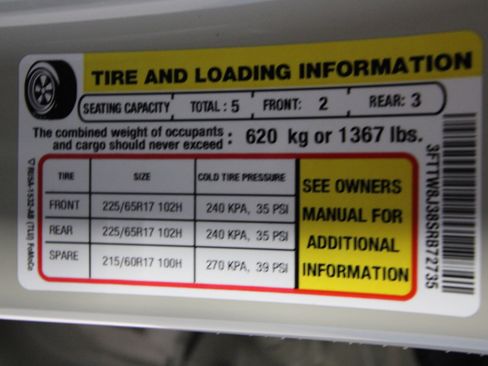 TIRE AND LOADING INFORMATION
SEATING CAPACITY TOTAL : 5 FRONT: 2 REAR: 3
The combined weight of occupants and cargo should never exceed : 620 kg or 1367 lbs.
TIRE SIZE COLD TIRE PRESSURE
FRONT 225/65R17 102H 240 KPA, 35 PSI
REAR 225/65R17 102H 240 KPA, 35 PSI
SPARE 215/60R17 100H 270 KPA, 39 PSI
SEE OWNERS
MANUAL FOR
ADDITIONAL
INFORMATION
3FTTW8J38SRB72735